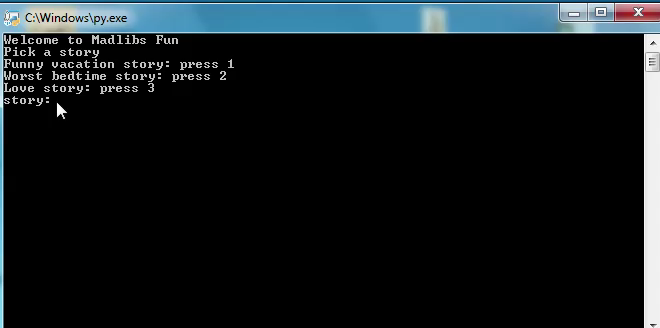 C:\Windows\py.exe
Welcome to Madlibs Fun
Pick a story
Funny vacation story: press 1
Worst bedtime story: press 2
Love story: press 3
story: